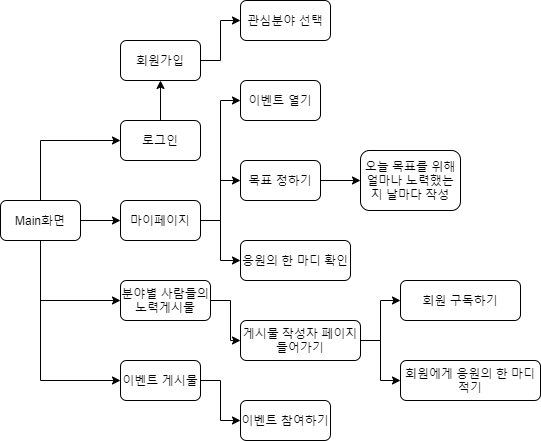 관심분야 선택
회원가입
이벤트 열기
로그인
목표 정하기
오늘 목표를 위해
얼마나 노력했는
지 날마다 작성
Main화면
마이페이지
응원의 한 마디 확인
분야별 사람들의
노력게시물
회원 구독하기
게시물 작성자 페이지
들어가기
이벤트 게시물
회원에게 응원의 한 마디
적기
이벤트 참여하기